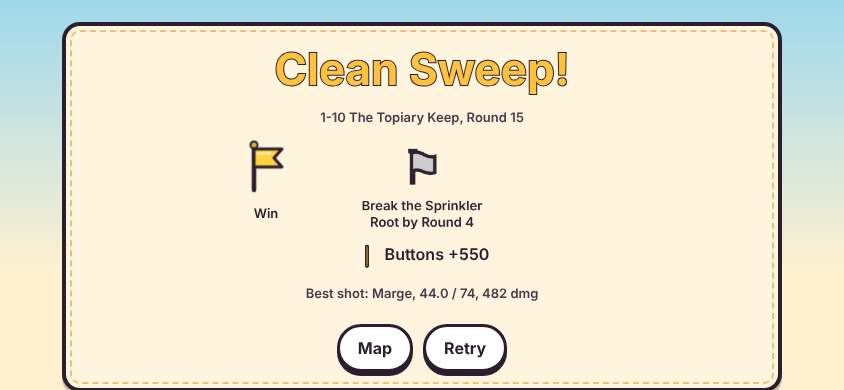 Clean Sweep!
1-10 The Topiary Keep, Round 15
Win
Break the Sprinkler
Root by Round 4
Buttons +550
Best shot: Marge, 44.0 / 74, 482 dmg
Map
Retry